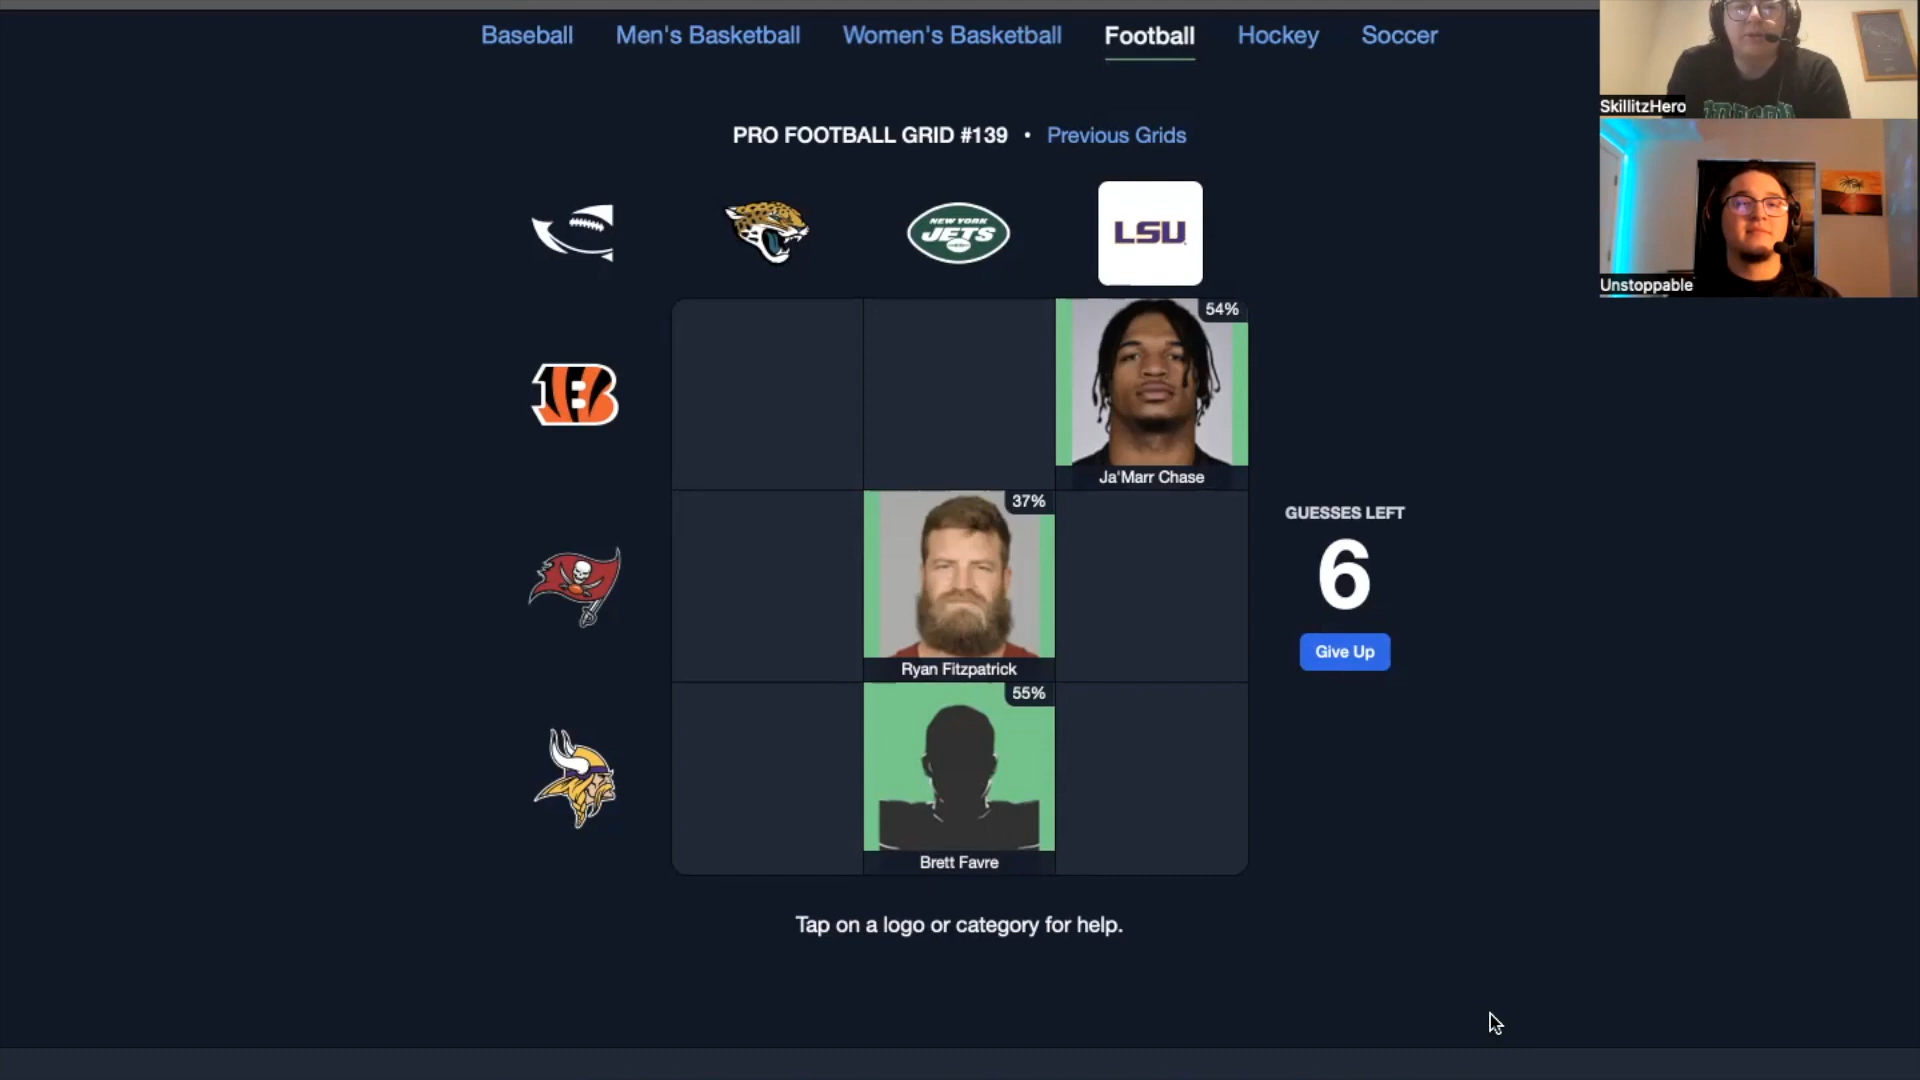 Baseball Men's Basketball Women's Basketball Football Hockey Soccer
SkillitzHero
PRO FOOTBALL GRID #139 • Previous Grids
NEW YORK JETS
LSU
Unstoppable
54%
Ja'Marr Chase
37%
GUESSES LEFT
6
Give Up
Ryan Fitzpatrick
55%
Brett Favre
Tap on a logo or category for help.